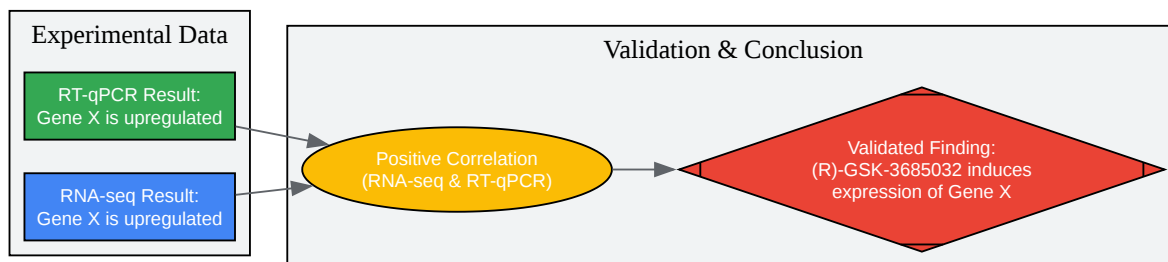 Experimental Data
RT-qPCR Result:
Gene X is upregulated
RNA-seq Result:
Gene X is upregulated
Validation & Conclusion
Positive Correlation
(RNA-seq & RT-qPCR)
Validated Finding:
(R)-GSK-3685032 induces
expression of Gene X